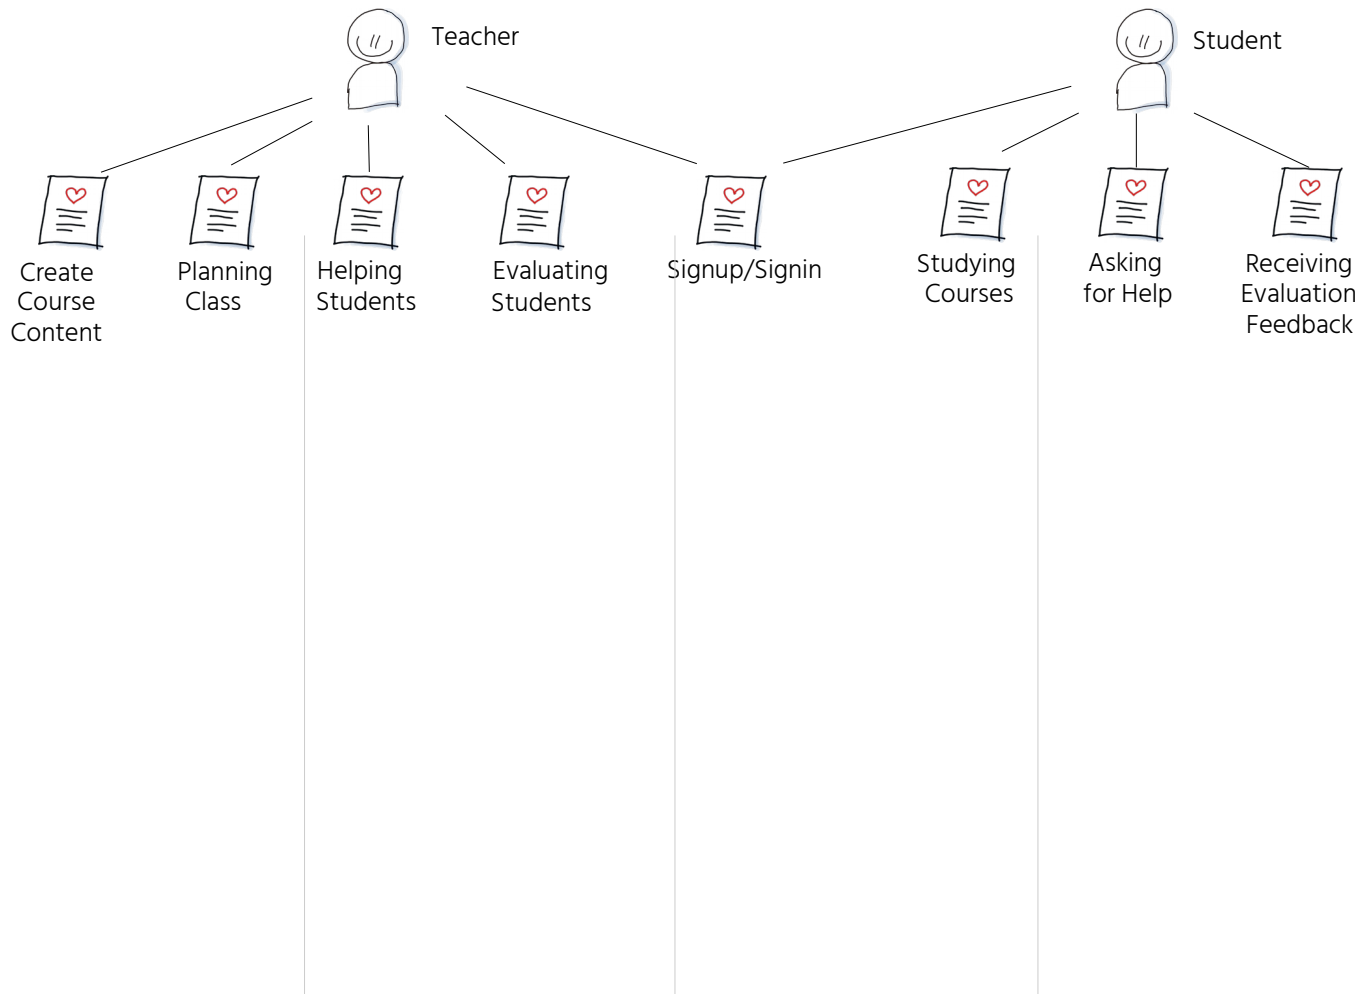 Teacher
Student
Create
Course
Content
Planning
Class
Helping
Students
Evaluating
Students
Signup/Signin
Studying
Courses
Asking
for Help
Receiving
Evaluation
Feedback